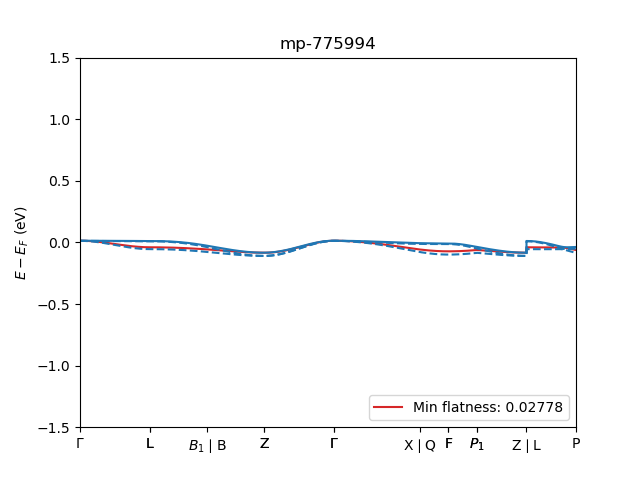 mp-775994
E − E_F (eV)
1.5
1.0
0.5
0.0
−0.5
−1.0
−1.5
Min flatness: 0.02778
Γ L B₁ | B Z Γ X | Q F P₁ Z | L P